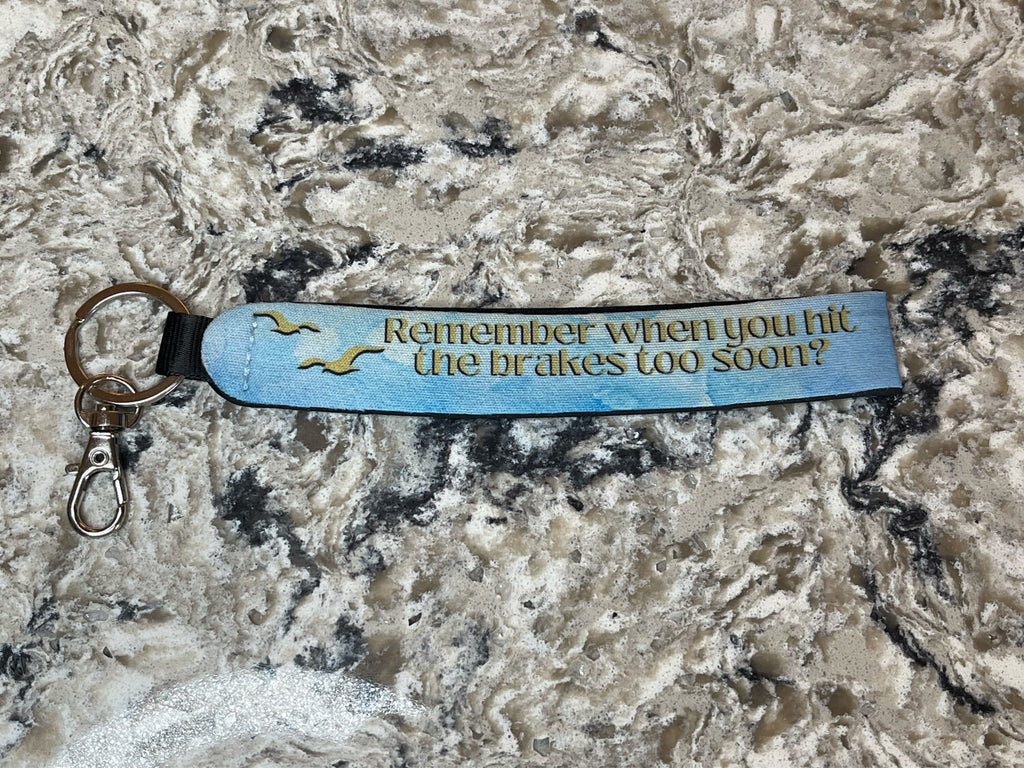 Remember when you hit
the brakes too soon?